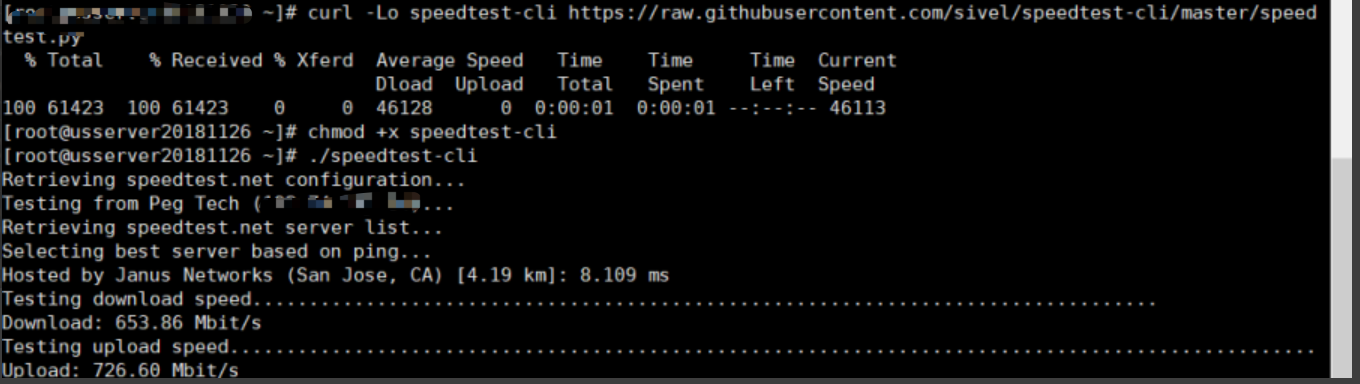 ~]# curl -Lo speedtest-cli https://raw.githubusercontent.com/sivel/speedtest-cli/master/speed
test.py
% Total % Received % Xferd Average Speed Time Time Time Current
Dload Upload Total Spent Left Speed
100 61423 100 61423 0 0 46128 0 0:00:01 0:00:01 --:--:-- 46113
[root@usserver20181126 ~]# chmod +x speedtest-cli
[root@usserver20181126 ~]# ./speedtest-cli
Retrieving speedtest.net configuration...
Testing from Peg Tech ( ...
Retrieving speedtest.net server list...
Selecting best server based on ping...
Hosted by Janus Networks (San Jose, CA) [4.19 km]: 8.109 ms
Testing download speed................................................................................
Download: 653.86 Mbit/s
Testing upload speed................................................................................................
Upload: 726.60 Mbit/s